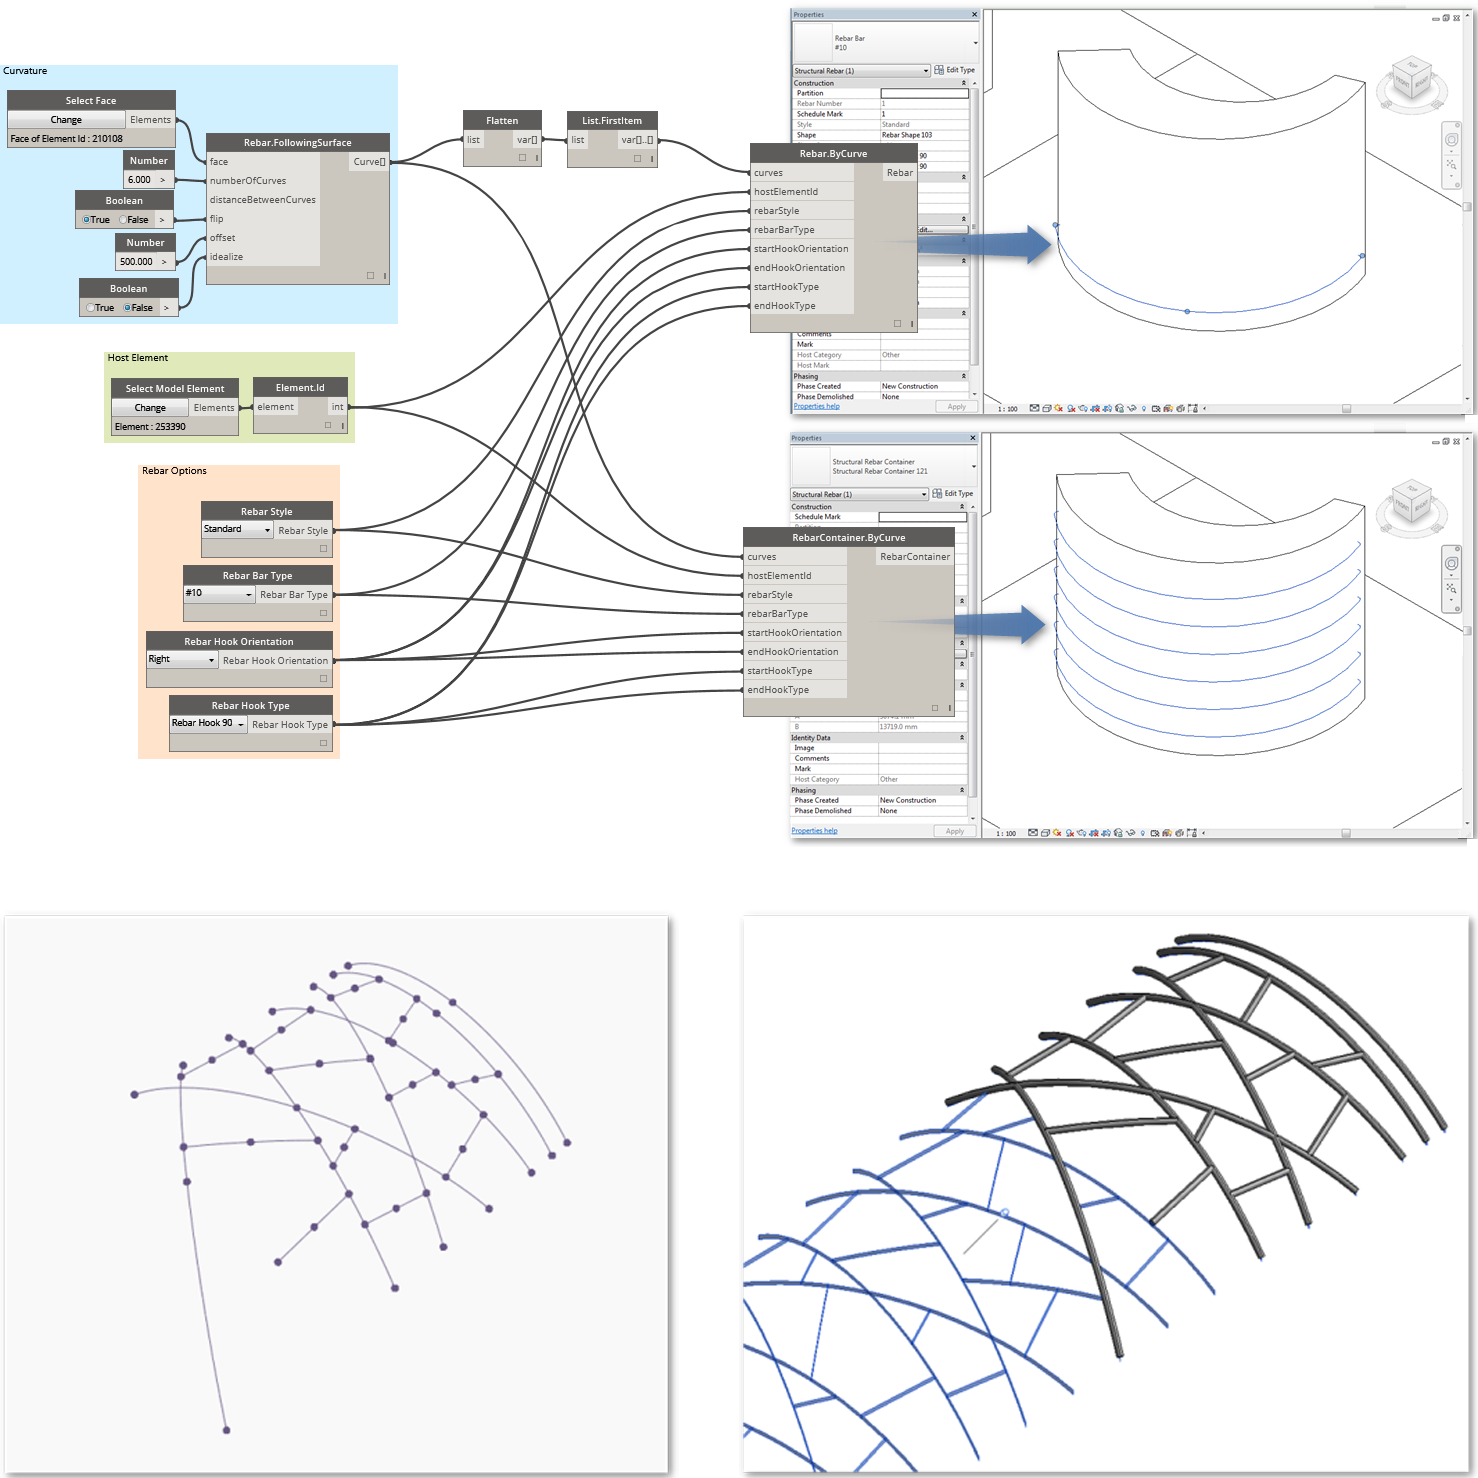 Curvature
Select Face
Change
Elements
Face of Element Id : 210108
Number
6.000 >
Boolean
True False >
Number
500.000 >
Boolean
True False >
Rebar.FollowingSurface
face
Curve[]
numberOfCurves
distanceBetweenCurves
flip
offset
idealize
Flatten
list var[]
List.FirstItem
list var[]..[]
Host Element
Select Model Element
Change
Elements
Element : 253390
Element.Id
element int
Rebar Options
Rebar Style
Standard
Rebar Style
Rebar Bar Type
#10
Rebar Bar Type
Rebar Hook Orientation
Right
Rebar Hook Orientation
Rebar Hook Type
Rebar Hook 90
Rebar Hook Type
Rebar.ByCurve
curves
Rebar
hostElementId
rebarStyle
rebarBarType
startHookOrientation
endHookOrientation
startHookType
endHookType
RebarContainer.ByCurve
curves
RebarContainer
hostElementId
rebarStyle
rebarBarType
startHookOrientation
endHookOrientation
startHookType
endHookType
Properties
Rebar Bar
#10
Structural Rebar (1)
Edit Type
Construction
Partition
Rebar Number 1
Schedule Mark 1
Style Standard
Shape Rebar Shape 103
90
90
Edit...
Comments
Mark
Host Category Other
Host Mark
Phasing
Phase Created New Construction
Phase Demolished None
Properties help
Apply
1 : 100
TOP
FRONT
RIGHT
Properties
Structural Rebar Container
Structural Rebar Container 121
Structural Rebar (1)
Edit Type
Construction
Schedule Mark
B 13719.0 mm
Identity Data
Image
Comments
Mark
Host Category Other
Phasing
Phase Created New Construction
Phase Demolished None
Properties help
Apply
1 : 100
TOP
FRONT
RIGHT